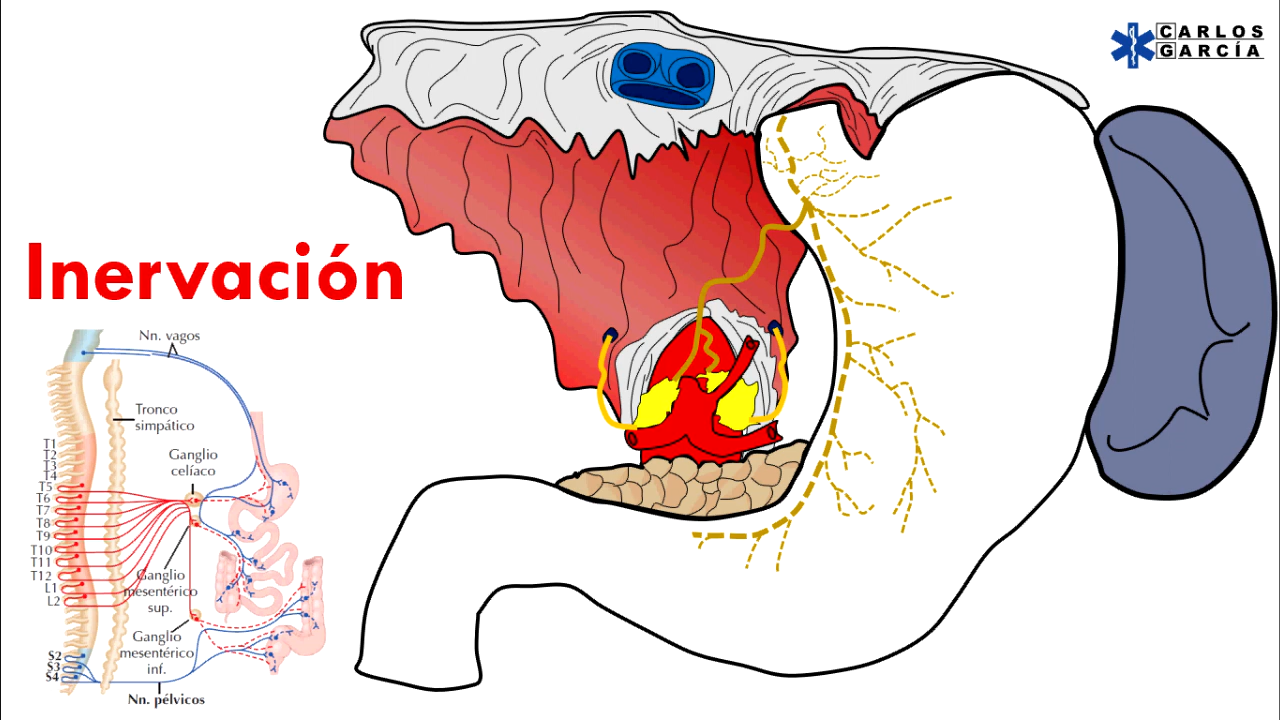 CARLOS
GARCÍA
Inervación
Nn. vagos
Tronco
simpático
Ganglio
celíaco
T1
T2
T3
T4
T5
T6
T7
T8
T9
T10
T11
T12
L1
L2
Ganglio
mesentérico
sup.
Ganglio
mesentérico
inf.
S2
S3
S4
Nn. pélvicos